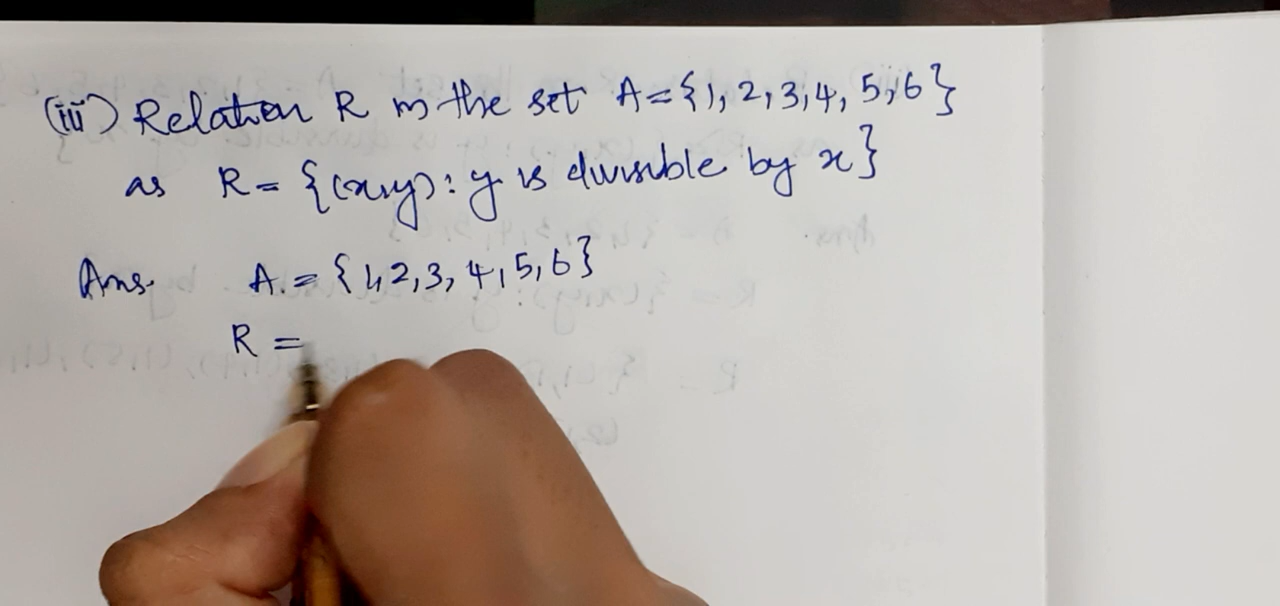 (iii) Relation R in the set A={1,2,3,4,5,6}
as R={(x,y): y is divisible by x}
Ans. A={1,2,3,4,5,6}
R=